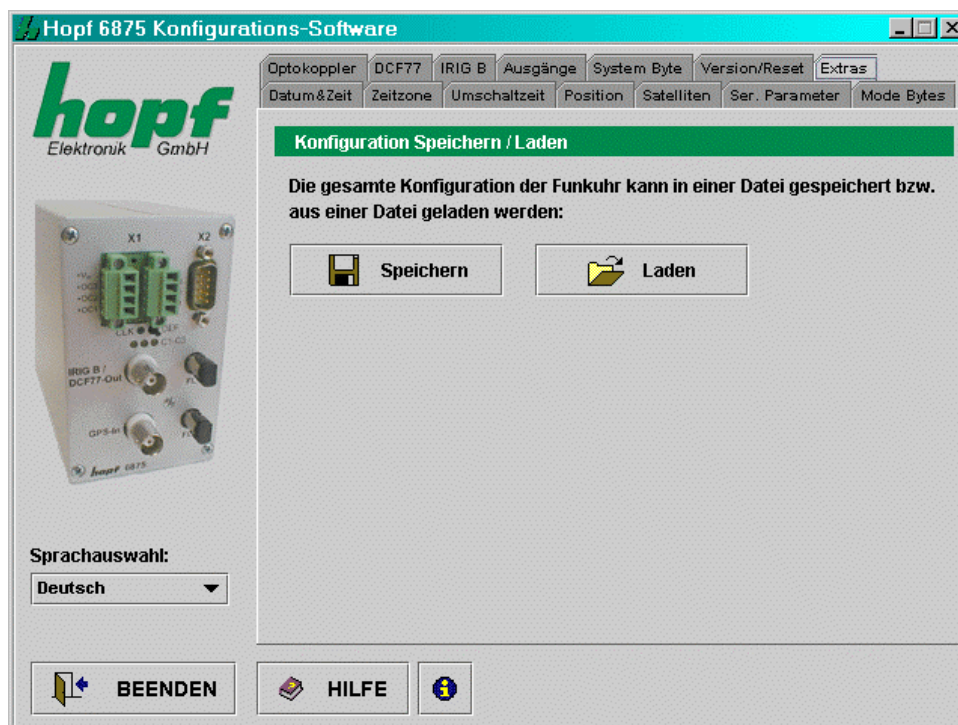 Hopf 6875 Konfigurations-Software
Optokoppler DCF77 IRIG B Ausgänge System Byte Version/Reset Extras
Datum&Zeit Zeitzone Umschaltzeit Position Satelliten Ser. Parameter Mode Bytes
hopf
Elektronik GmbH
Konfiguration Speichern / Laden
Die gesamte Konfiguration der Funkuhr kann in einer Datei gespeichert bzw.
aus einer Datei geladen werden:
Speichern Laden
X1 X2
CLK
C1-C3
IRIG B /
DCF77-Out
GPS-In
hopf 6875
Sprachauswahl:
Deutsch
BEENDEN HILFE